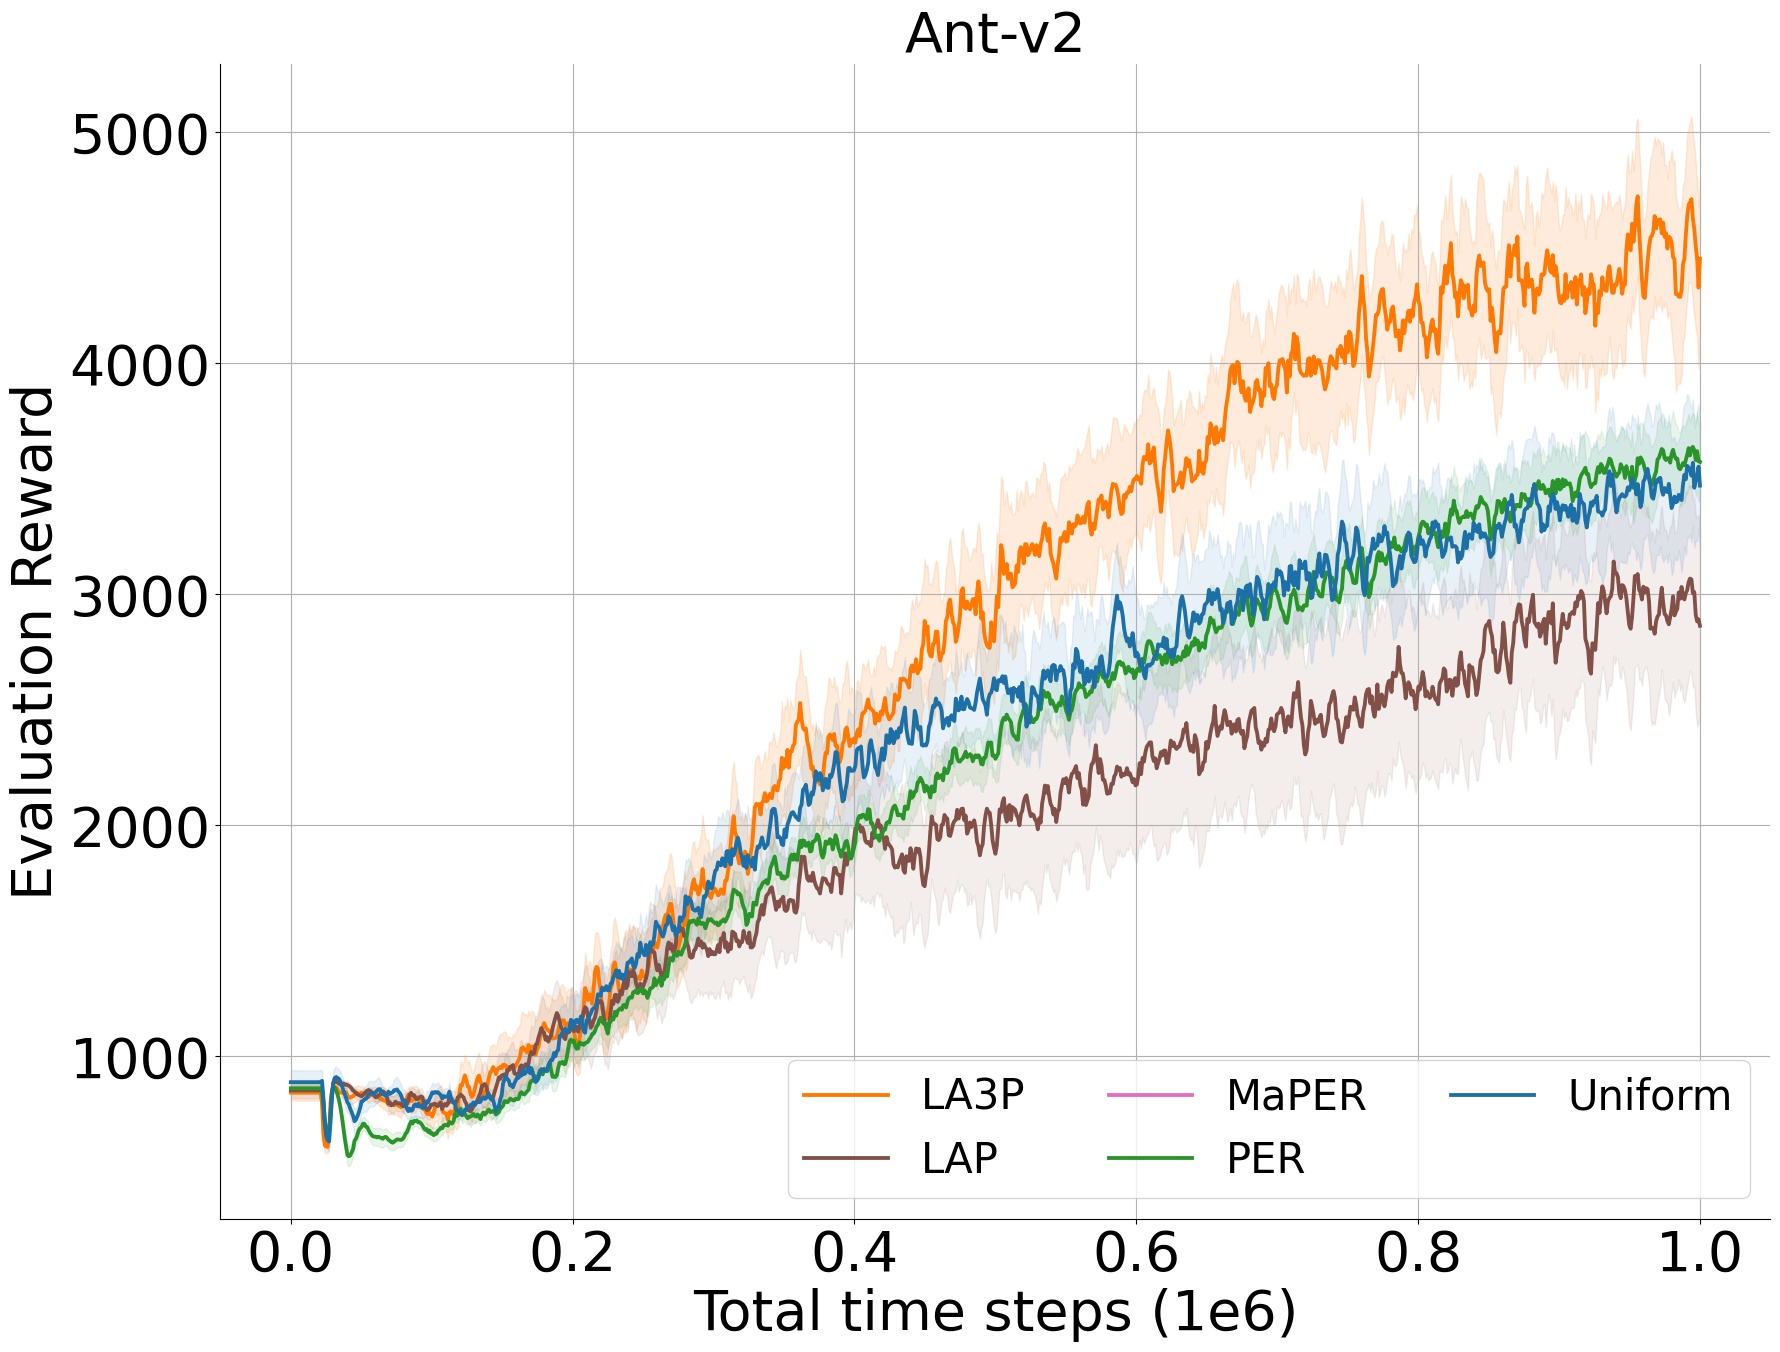 Ant-v2
Evaluation Reward
5000
4000
3000
2000
1000
LA3P
LAP
MaPER
PER
Uniform
0.0 0.2 0.4 0.6 0.8 1.0
Total time steps (1e6)